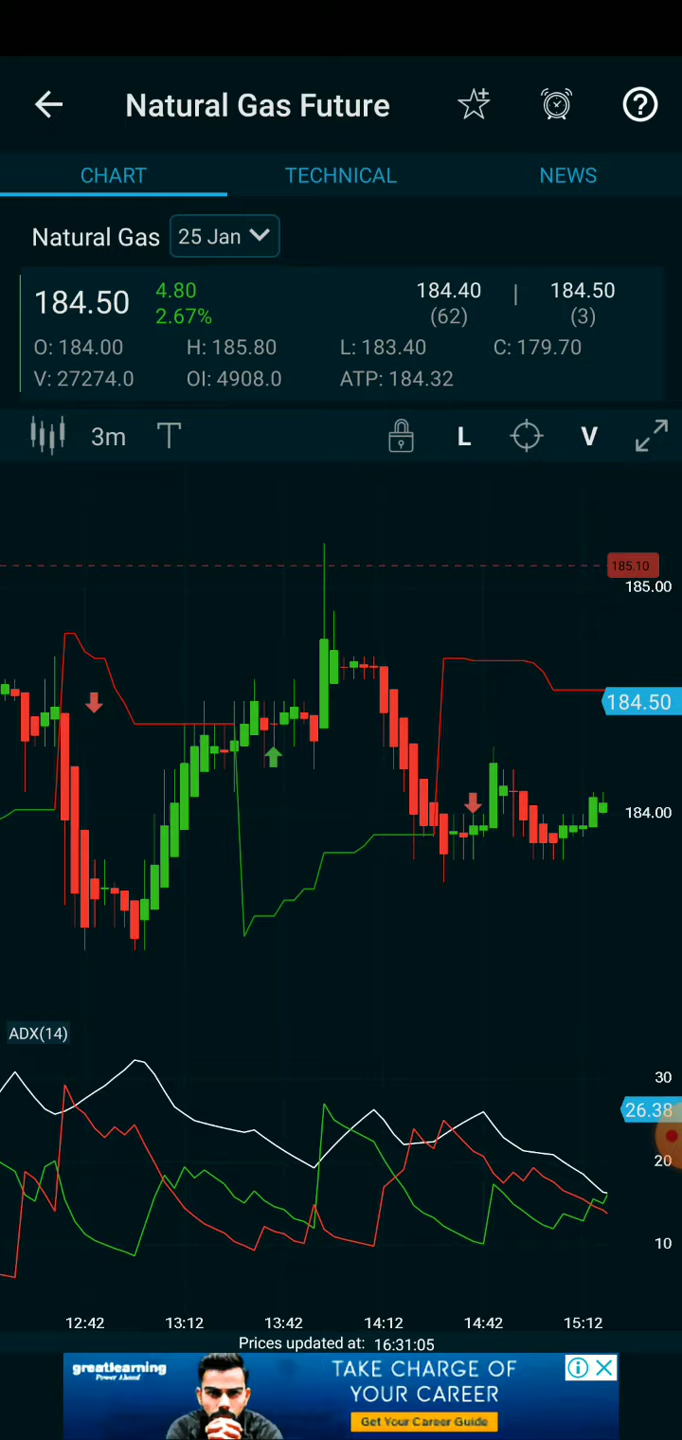 Natural Gas Future
CHART TECHNICAL NEWS
Natural Gas 25 Jan
184.50 4.80 184.40 | 184.50
2.67% (62) (3)
O: 184.00 H: 185.80 L: 183.40 C: 179.70
V: 27274.0 OI: 4908.0 ATP: 184.32
3m T L V
185.10
185.00
184.50
184.00
ADX(14)
30
26.38
20
10
12:42 13:12 13:42 14:12 14:42 15:12
Prices updated at: 16:31:05
greatlearning
Power Ahead
TAKE CHARGE OF
YOUR CAREER
Get Your Career Guide